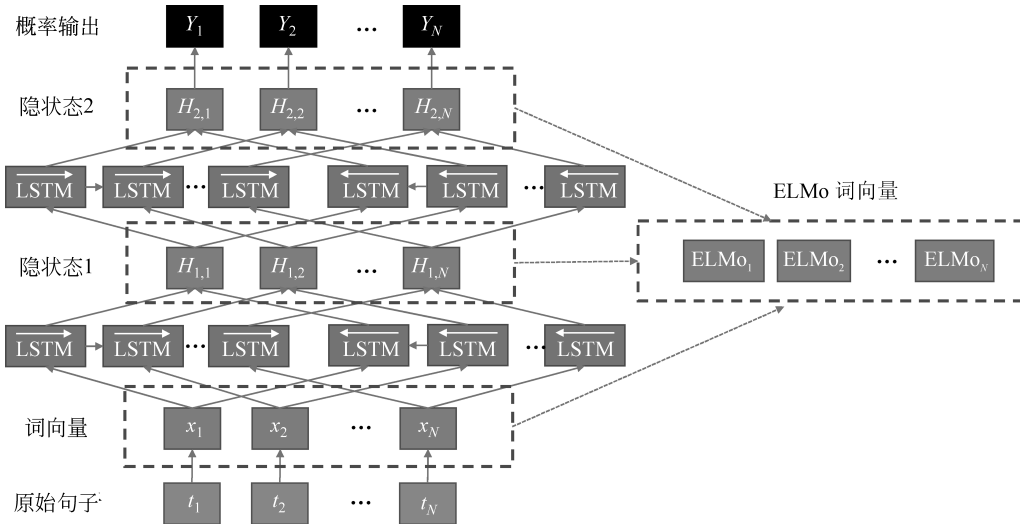 概率输出 Y1 Y2 ... YN
隐状态2 H2,1 H2,2 ... H2,N
LSTM LSTM ... LSTM LSTM LSTM ... LSTM
ELMo 词向量
隐状态1 H1,1 H1,2 ... H1,N
ELMo1 ELMo2 ... ELMoN
LSTM LSTM ... LSTM LSTM LSTM ... LSTM
词向量 x1 x2 ... xN
原始句子 t1 t2 ... tN